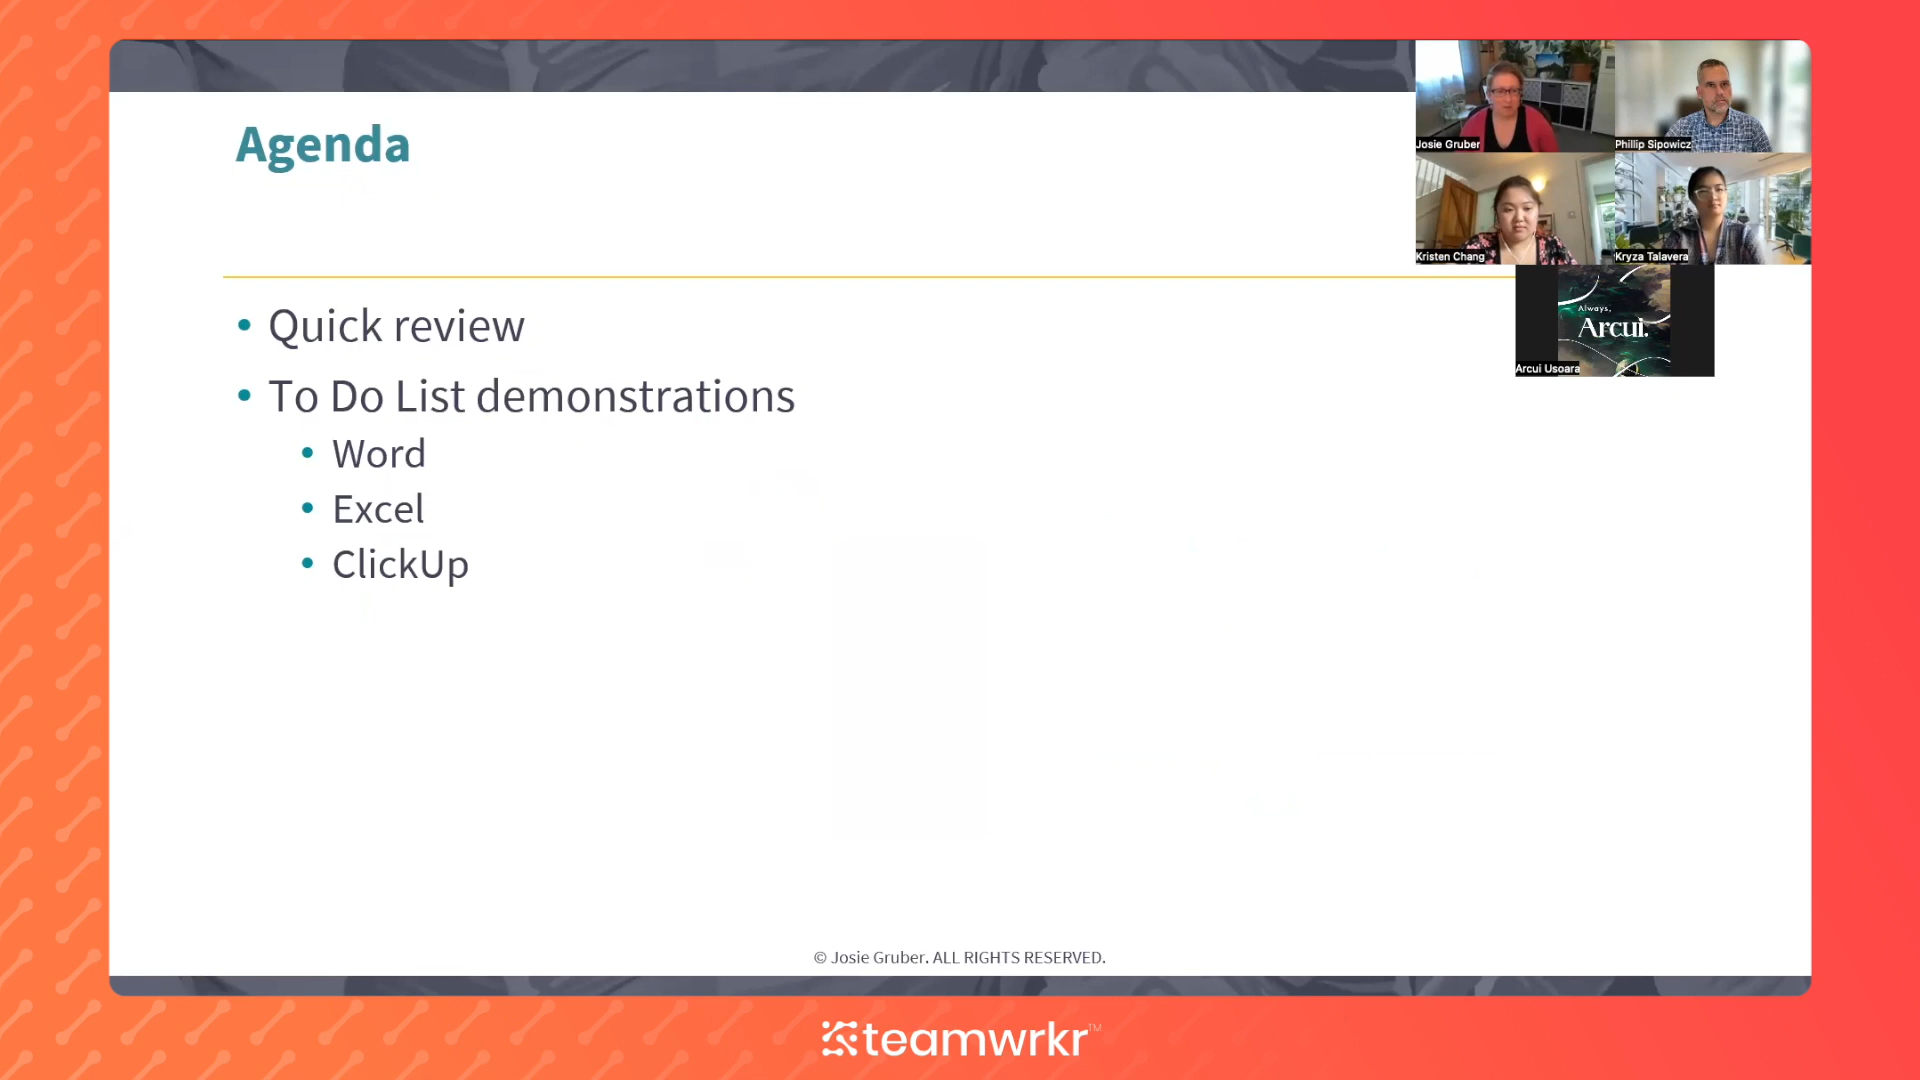 Agenda
Josie Gruber
Phillip Sipowicz
Kristen Chang
Kryza Talavera
Always,
Arcui.
Arcui Usoara
• Quick review
• To Do List demonstrations
• Word
• Excel
• ClickUp
© Josie Gruber. ALL RIGHTS RESERVED.
teamwrkr™